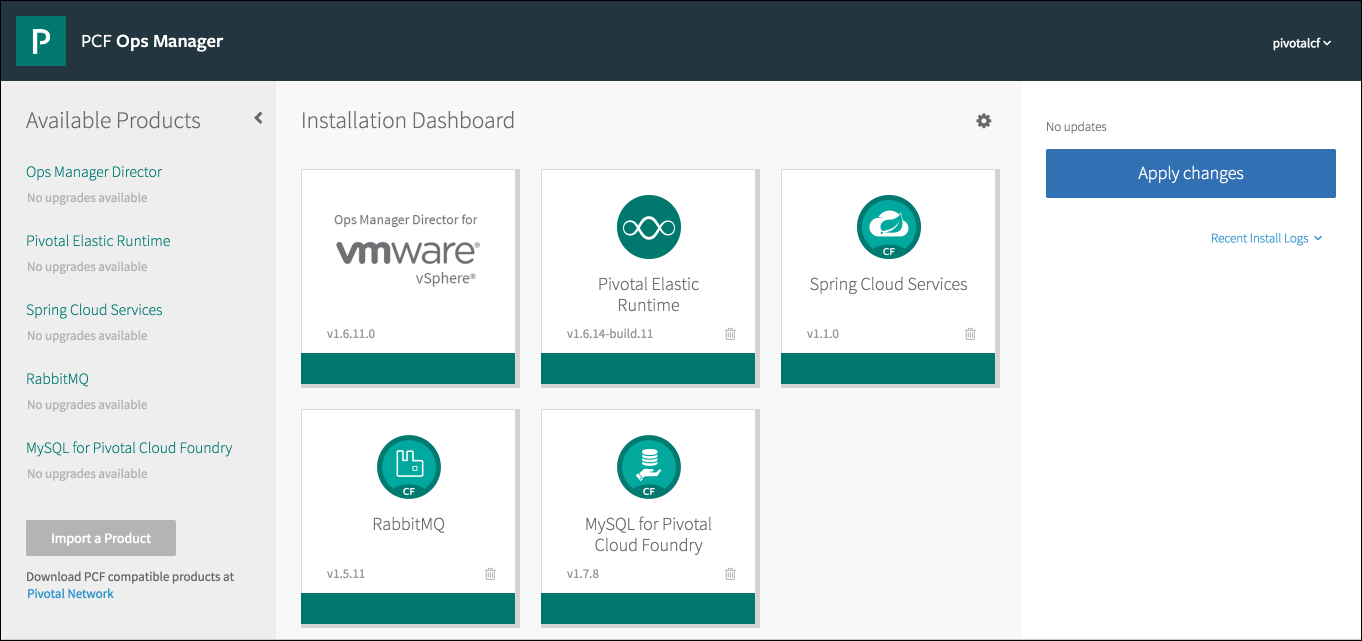 P
PCF Ops Manager
pivotalcf
Available Products
Ops Manager Director
No upgrades available
Pivotal Elastic Runtime
No upgrades available
Spring Cloud Services
No upgrades available
RabbitMQ
No upgrades available
MySQL for Pivotal Cloud Foundry
No upgrades available
Import a Product
Download PCF compatible products at
Pivotal Network
Installation Dashboard
Ops Manager Director for
vmware®
vSphere®
v1.6.11.0
Pivotal Elastic
Runtime
v1.6.14-build.11
CF
Spring Cloud Services
v1.1.0
CF
RabbitMQ
v1.5.11
CF
MySQL for Pivotal
Cloud Foundry
v1.7.8
No updates
Apply changes
Recent Install Logs